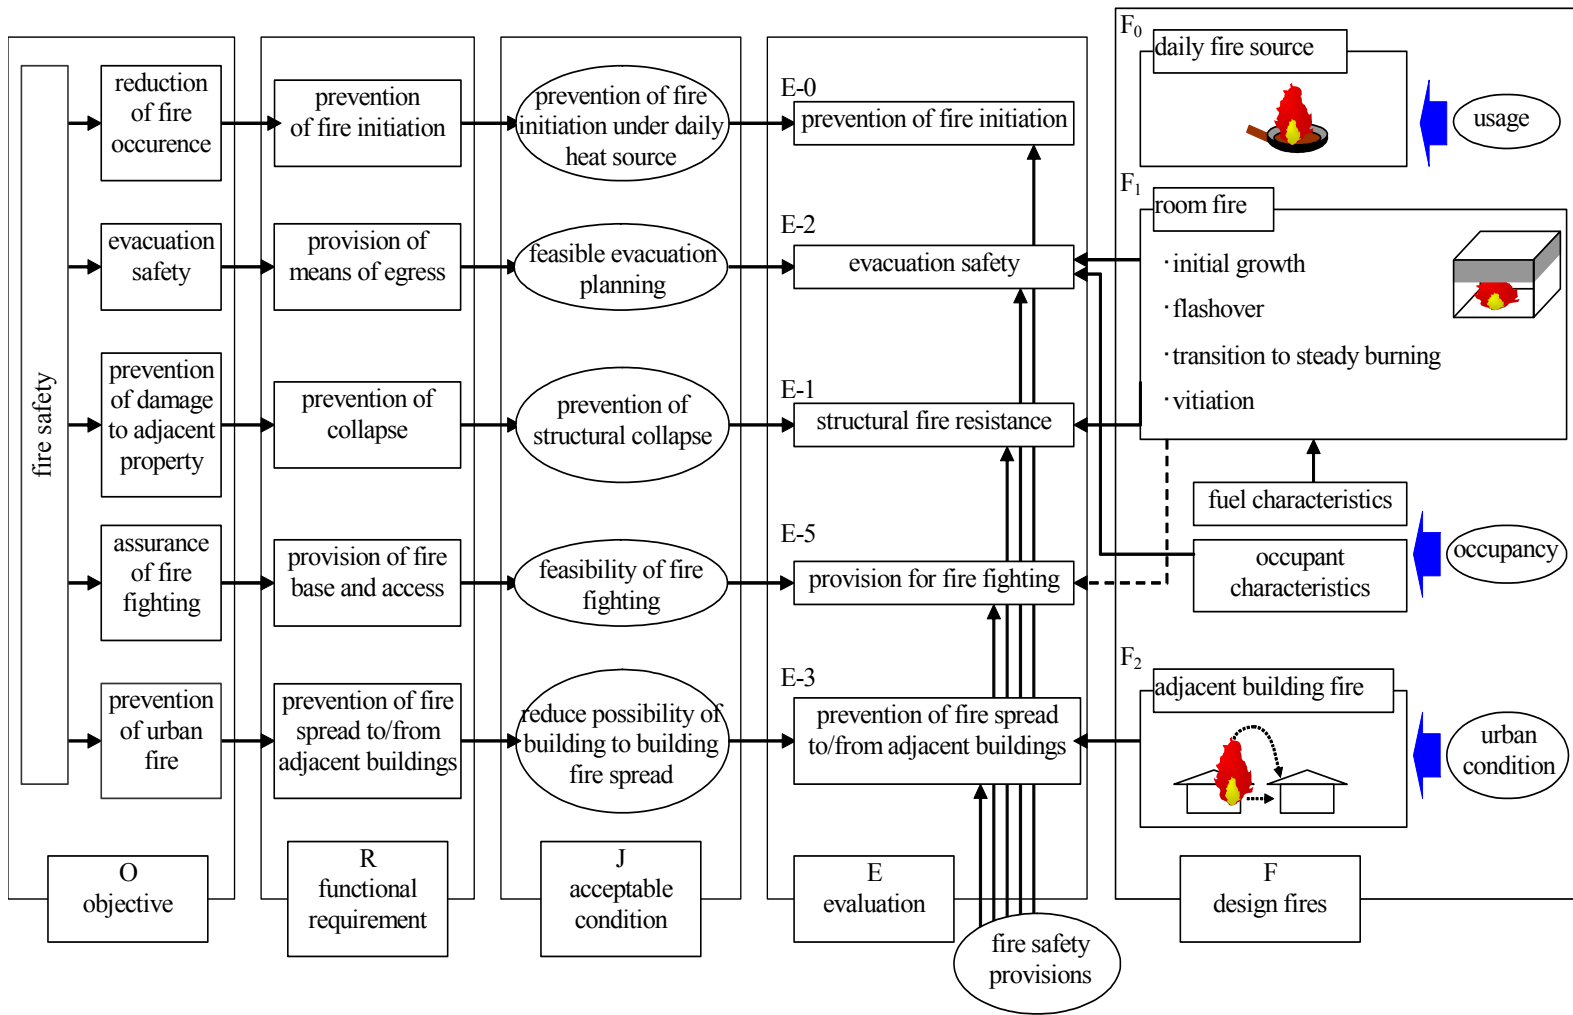 fire safety
reduction
of fire
occurence
evacuation
safety
prevention
of damage
to adjacent
property
assurance
of fire
fighting
prevention
of urban
fire
O
objective
prevention
of fire initiation
provision of
means of egress
prevention of
collapse
provision of fire
base and access
prevention of fire
spread to/from
adjacent buildings
R
functional
requirement
prevention of fire
initiation under daily
heat source
feasible evacuation
planning
prevention of
structural collapse
feasibility of fire
fighting
reduce possibility of
building to building
fire spread
J
acceptable
condition
E-0
prevention of fire initiation
E-2
evacuation safety
E-1
structural fire resistance
E-5
provision for fire fighting
E-3
prevention of fire spread
to/from adjacent buildings
E
evaluation
fire safety
provisions
F0
daily fire source
F1
room fire
·initial growth
·flashover
·transition to steady burning
·vitiation
fuel characteristics
occupant
characteristics
F2
adjacent building fire
F
design fires
usage
occupancy
urban
condition